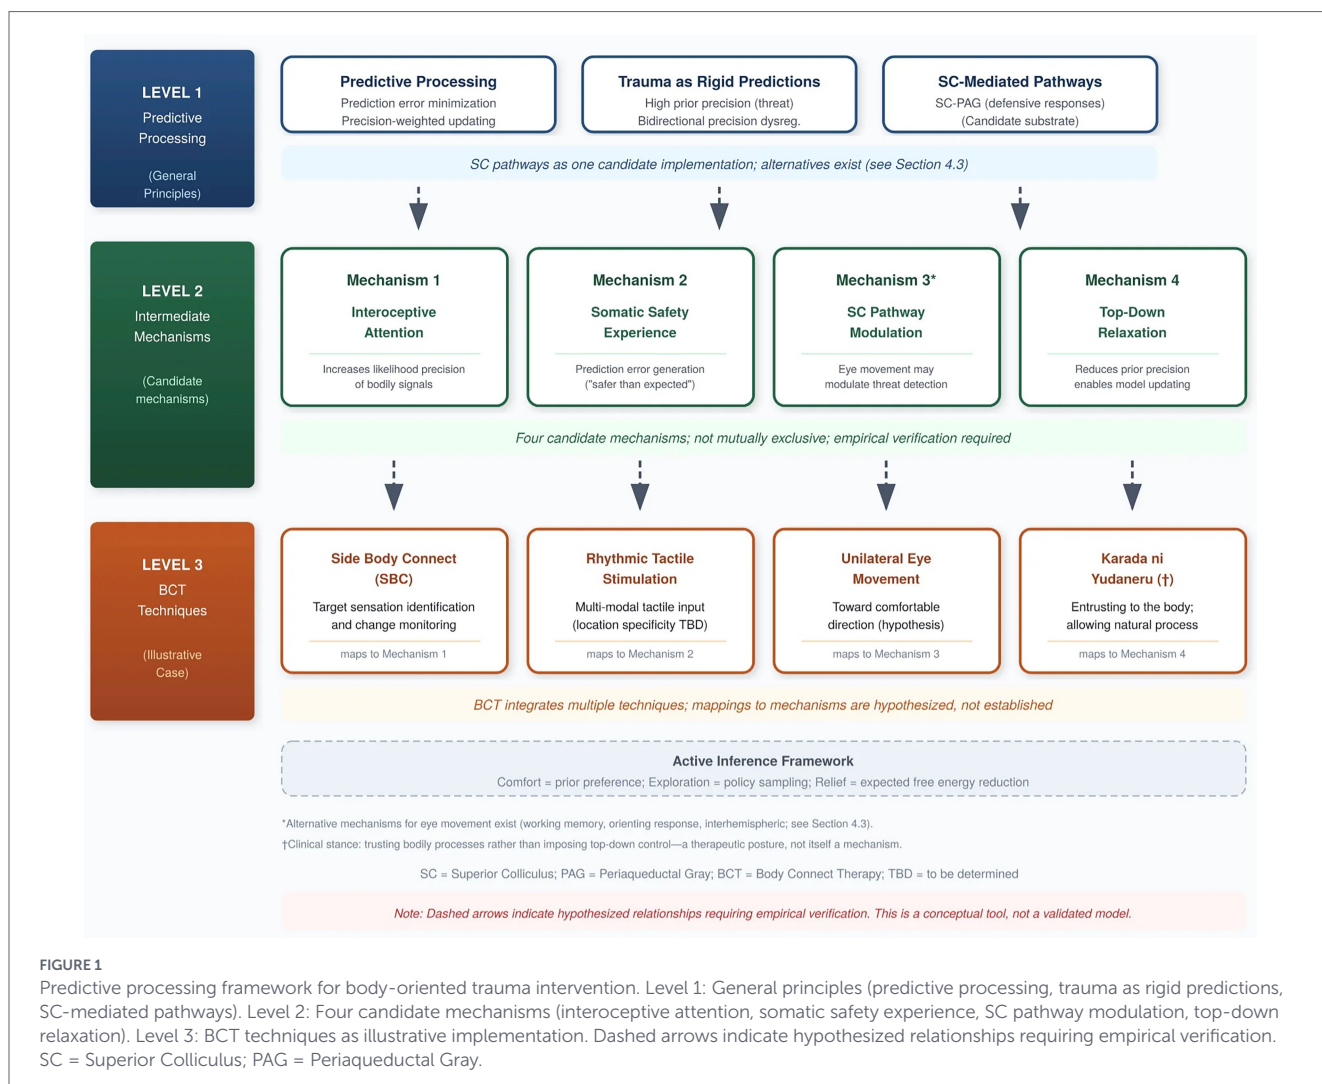 LEVEL 1
Predictive
Processing
(General
Principles)
Predictive Processing
Prediction error minimization
Precision-weighted updating
Trauma as Rigid Predictions
High prior precision (threat)
Bidirectional precision dysreg.
SC-Mediated Pathways
SC-PAG (defensive responses)
(Candidate substrate)
SC pathways as one candidate implementation; alternatives exist (see Section 4.3)
LEVEL 2
Intermediate
Mechanisms
(Candidate
mechanisms)
Mechanism 1
Interoceptive
Attention
Increases likelihood precision
of bodily signals
Mechanism 2
Somatic Safety
Experience
Prediction error generation
("safer than expected")
Mechanism 3*
SC Pathway
Modulation
Eye movement may
modulate threat detection
Mechanism 4
Top-Down
Relaxation
Reduces prior precision
enables model updating
Four candidate mechanisms; not mutually exclusive; empirical verification required
LEVEL 3
BCT
Techniques
(Illustrative
Case)
Side Body Connect
(SBC)
Target sensation identification
and change monitoring
maps to Mechanism 1
Rhythmic Tactile
Stimulation
Multi-modal tactile input
(location specificity TBD)
maps to Mechanism 2
Unilateral Eye
Movement
Toward comfortable
direction (hypothesis)
maps to Mechanism 3
Karada ni
Yudaneru (†)
Entrusting to the body;
allowing natural process
maps to Mechanism 4
BCT integrates multiple techniques; mappings to mechanisms are hypothesized, not established
Active Inference Framework
Comfort = prior preference; Exploration = policy sampling; Relief = expected free energy reduction
*Alternative mechanisms for eye movement exist (working memory, orienting response, interhemispheric; see Section 4.3).
†Clinical stance: trusting bodily processes rather than imposing top-down control—a therapeutic posture, not itself a mechanism.
SC = Superior Colliculus; PAG = Periaqueductal Gray; BCT = Body Connect Therapy; TBD = to be determined
Note: Dashed arrows indicate hypothesized relationships requiring empirical verification. This is a conceptual tool, not a validated model.
FIGURE 1
Predictive processing framework for body-oriented trauma intervention. Level 1: General principles (predictive processing, trauma as rigid predictions,
SC-mediated pathways). Level 2: Four candidate mechanisms (interoceptive attention, somatic safety experience, SC pathway modulation, top-down
relaxation). Level 3: BCT techniques as illustrative implementation. Dashed arrows indicate hypothesized relationships requiring empirical verification.
SC = Superior Colliculus; PAG = Periaqueductal Gray.